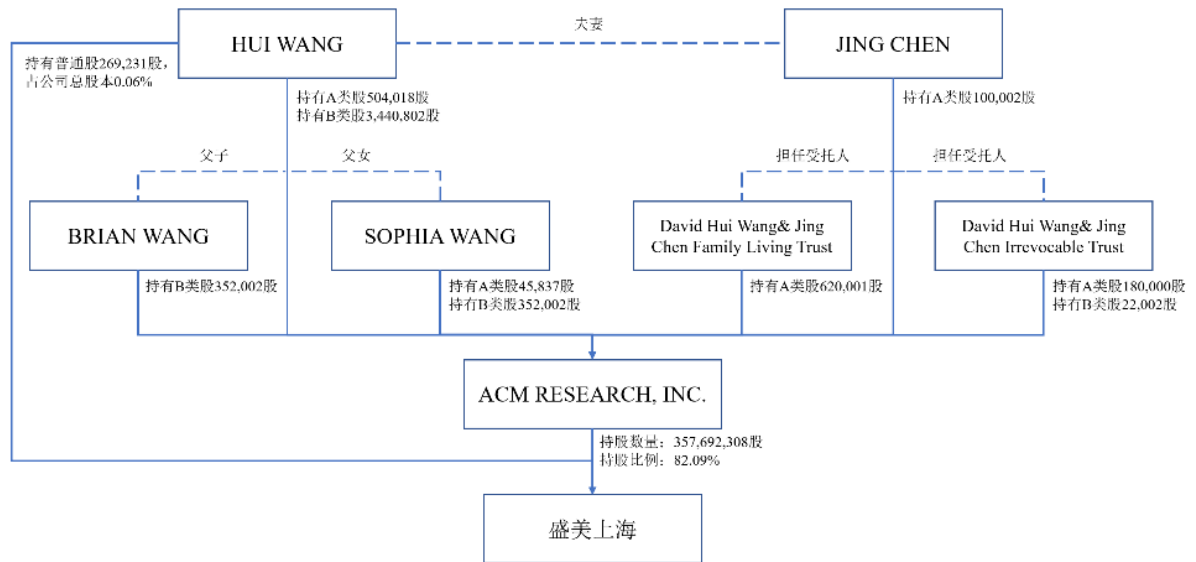 夫妻
HUI WANG
JING CHEN
持有普通股269,231股,
占公司总股本0.06%
持有A类股504,018股
持有B类股3,440,802股
持有A类股100,002股
父子
父女
担任受托人
担任受托人
BRIAN WANG
SOPHIA WANG
David Hui Wang& Jing
Chen Family Living Trust
David Hui Wang& Jing
Chen Irrevocable Trust
持有B类股352,002股
持有A类股45,837股
持有B类股352,002股
持有A类股620,001股
持有A类股180,000股
持有B类股22,002股
ACM RESEARCH, INC.
持股数量：357,692,308股
持股比例：82.09%
盛美上海